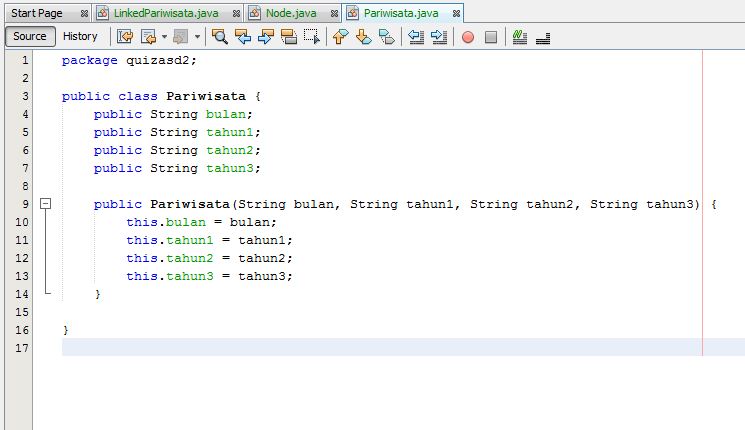 Start Page LinkedPariwisata.java Node.java Pariwisata.java
Source History
1 package quizasd2;
2
3 public class Pariwisata {
4 public String bulan;
5 public String tahun1;
6 public String tahun2;
7 public String tahun3;
8
9 public Pariwisata(String bulan, String tahun1, String tahun2, String tahun3) {
10 this.bulan = bulan;
11 this.tahun1 = tahun1;
12 this.tahun2 = tahun2;
13 this.tahun3 = tahun3;
14 }
15
16 }
17